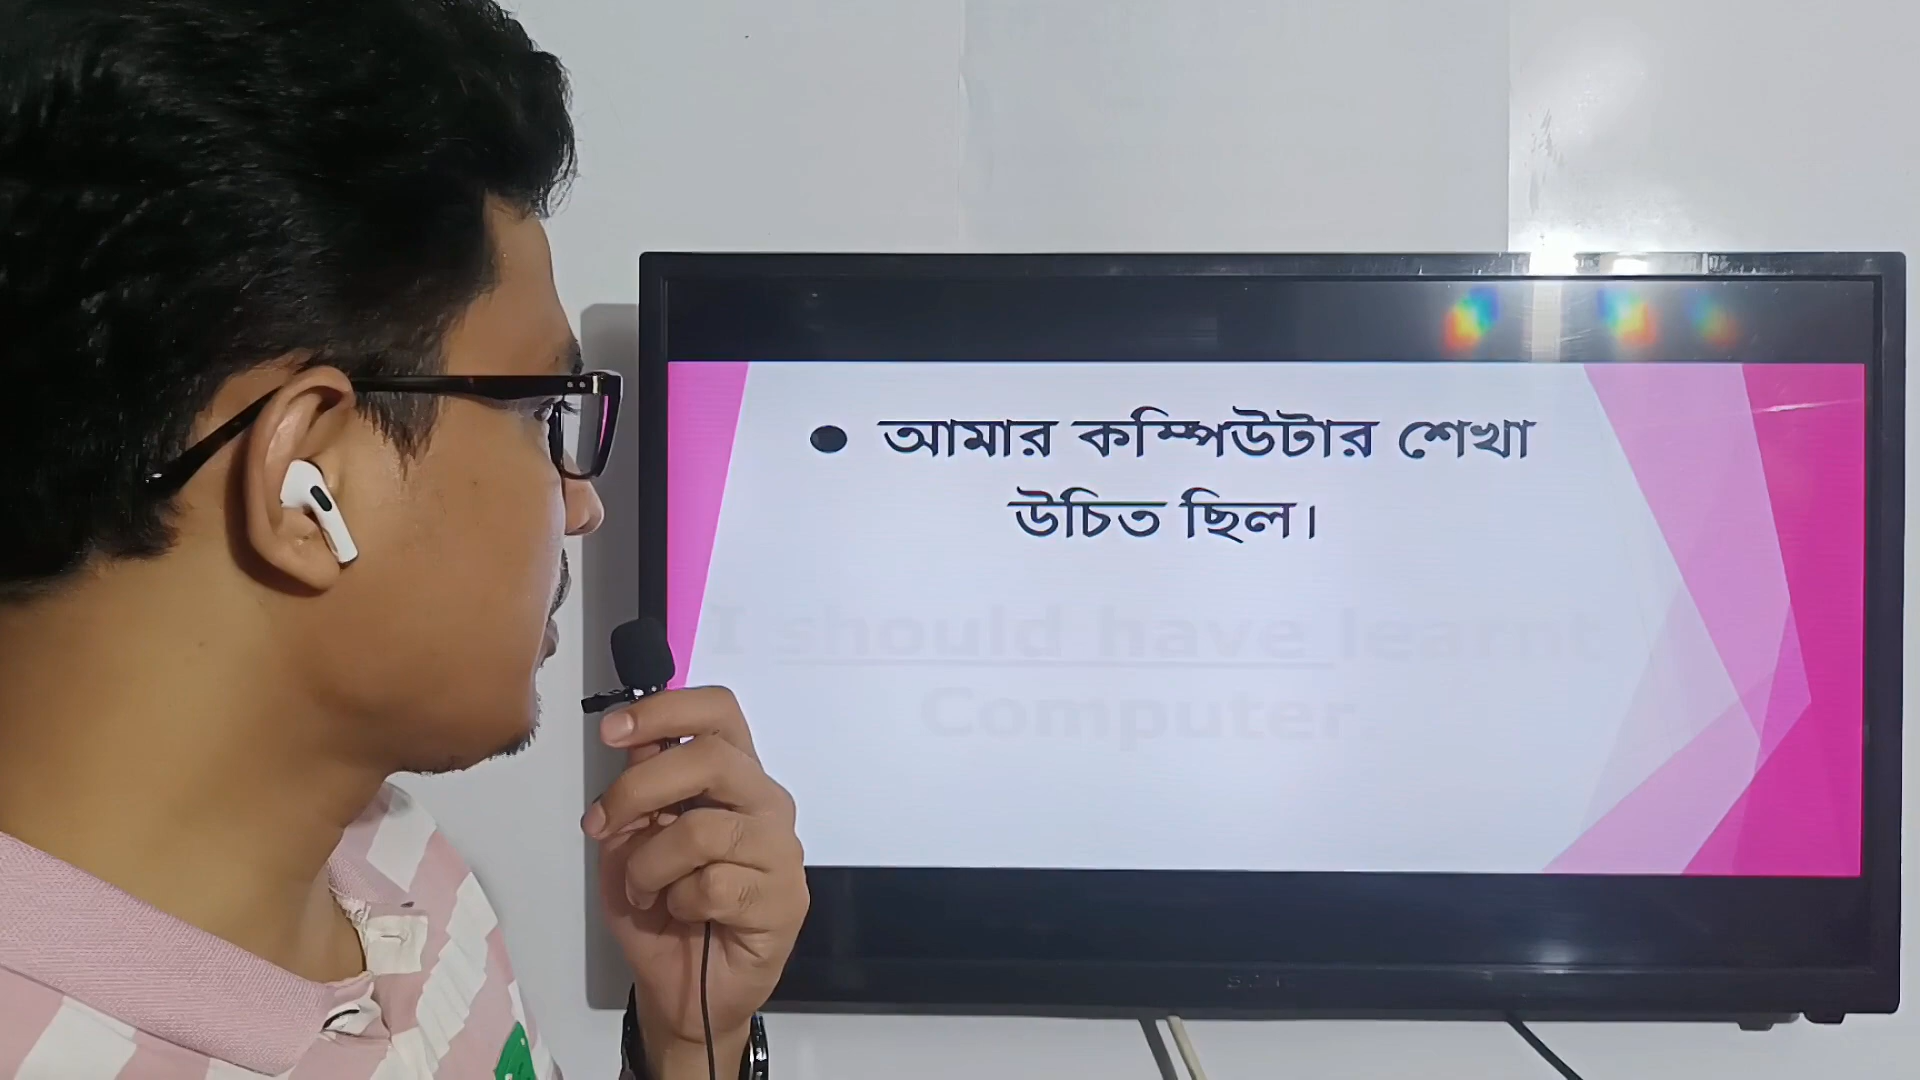 ● আমার কম্পিউটার শেখা
উচিত ছিল।
I should have learnt
Computer